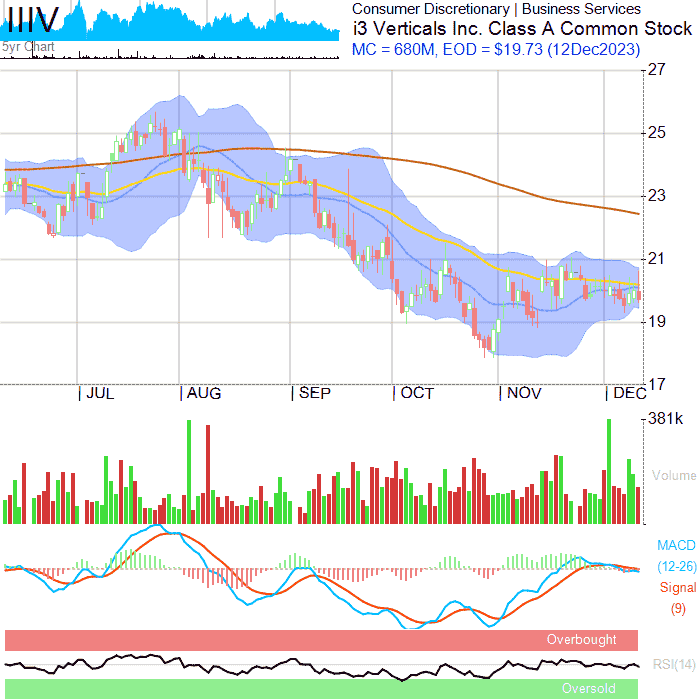 IIIV
5yr Chart
Consumer Discretionary | Business Services
i3 Verticals Inc. Class A Common Stock
MC = 680M, EOD = $19.73 (12Dec2023)
27
25
23
21
19
17
JUL
AUG
SEP
OCT
NOV
DEC
381k
Volume
MACD
(12-26)
Signal
(9)
Overbought
RSI(14)
Oversold